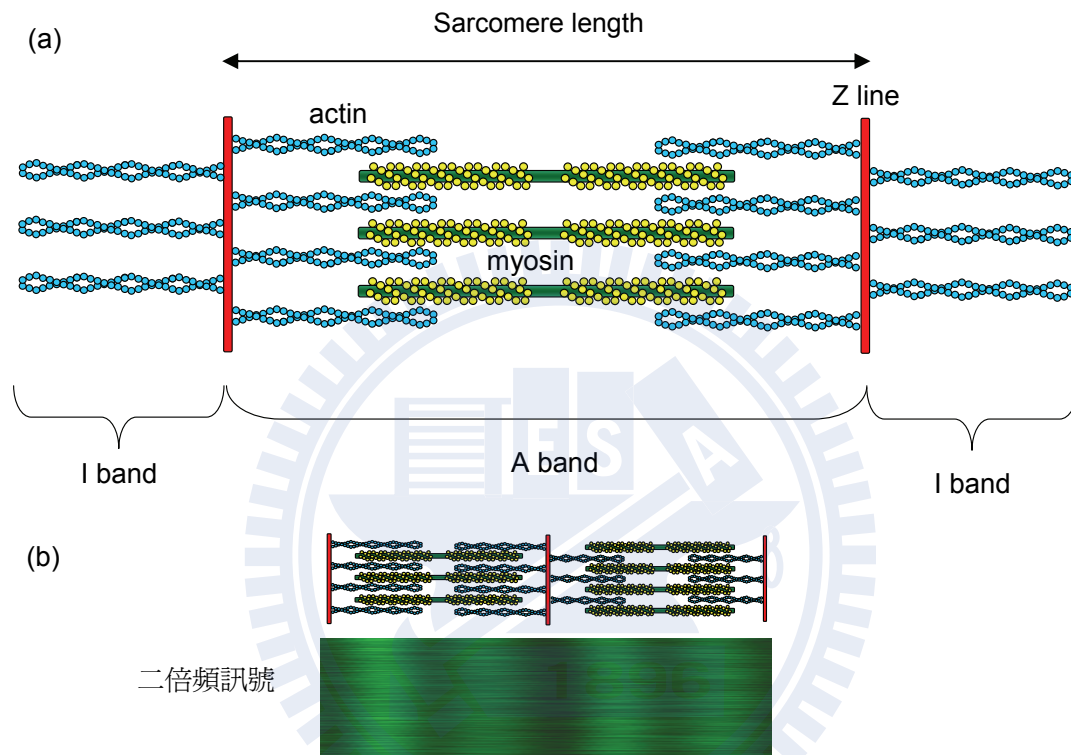 Sarcomere length
(a)
Z line
actin
myosin
I band
A band
I band
(b)
二倍頻訊號